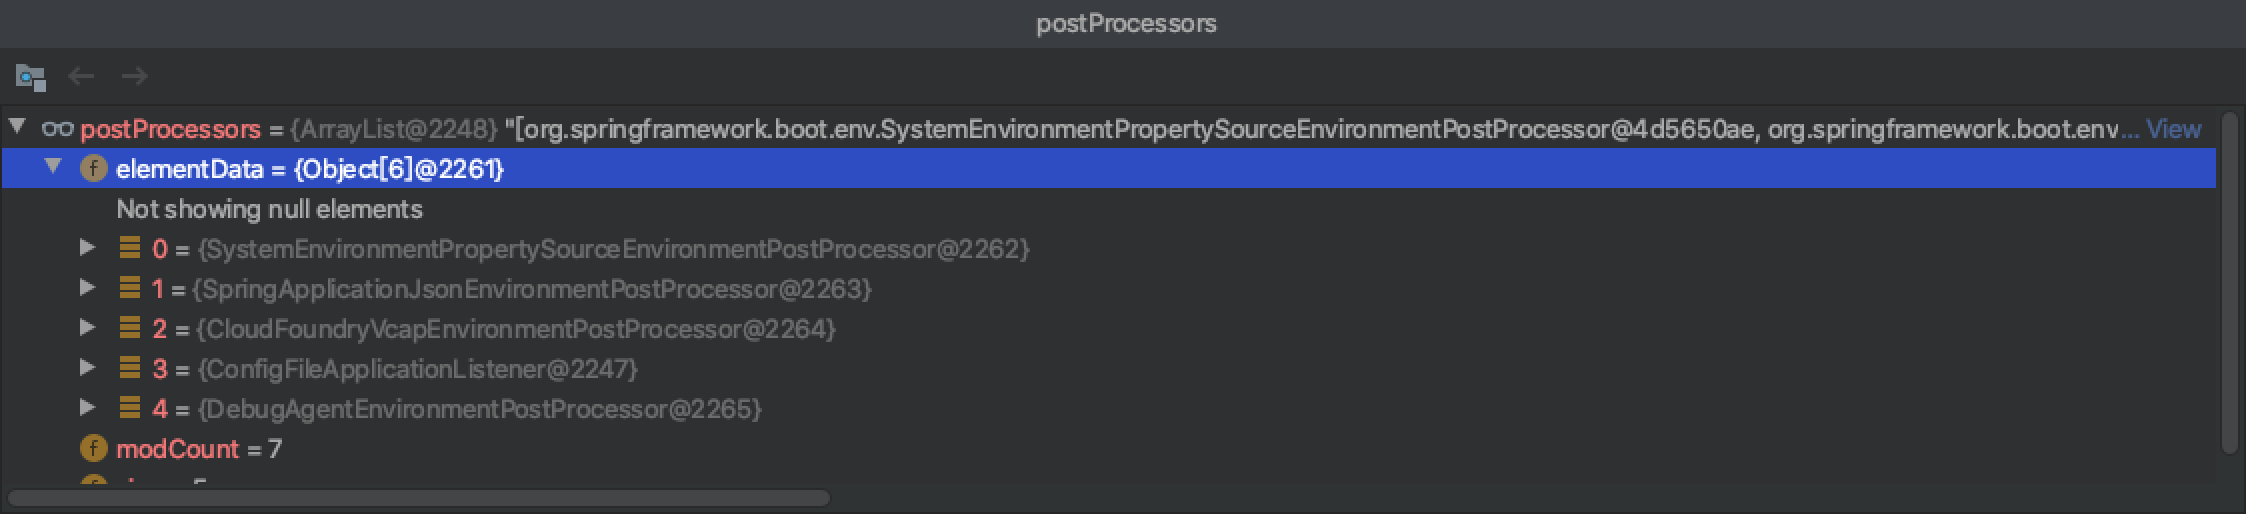 postProcessors
postProcessors = {ArrayList@2248} "[org.springframework.boot.env.SystemEnvironmentPropertySourceEnvironmentPostProcessor@4d5650ae, org.springframework.boot.env... View
f elementData = {Object[6]@2261}
Not showing null elements
0 = {SystemEnvironmentPropertySourceEnvironmentPostProcessor@2262}
1 = {SpringApplicationJsonEnvironmentPostProcessor@2263}
2 = {CloudFoundryVcapEnvironmentPostProcessor@2264}
3 = {ConfigFileApplicationListener@2247}
4 = {DebugAgentEnvironmentPostProcessor@2265}
f modCount = 7